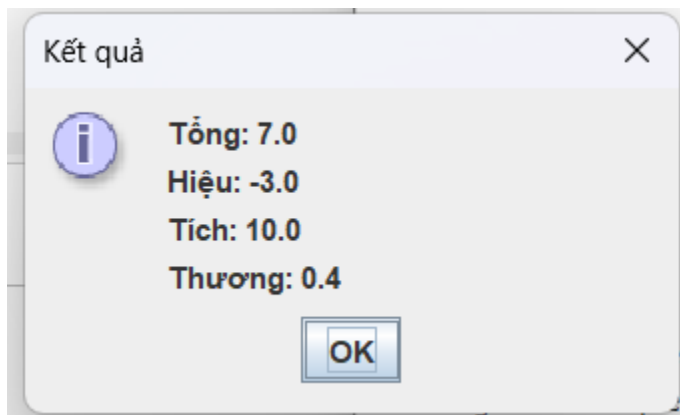 Kết quả
Tổng: 7.0
Hiệu: -3.0
Tích: 10.0
Thương: 0.4
OK